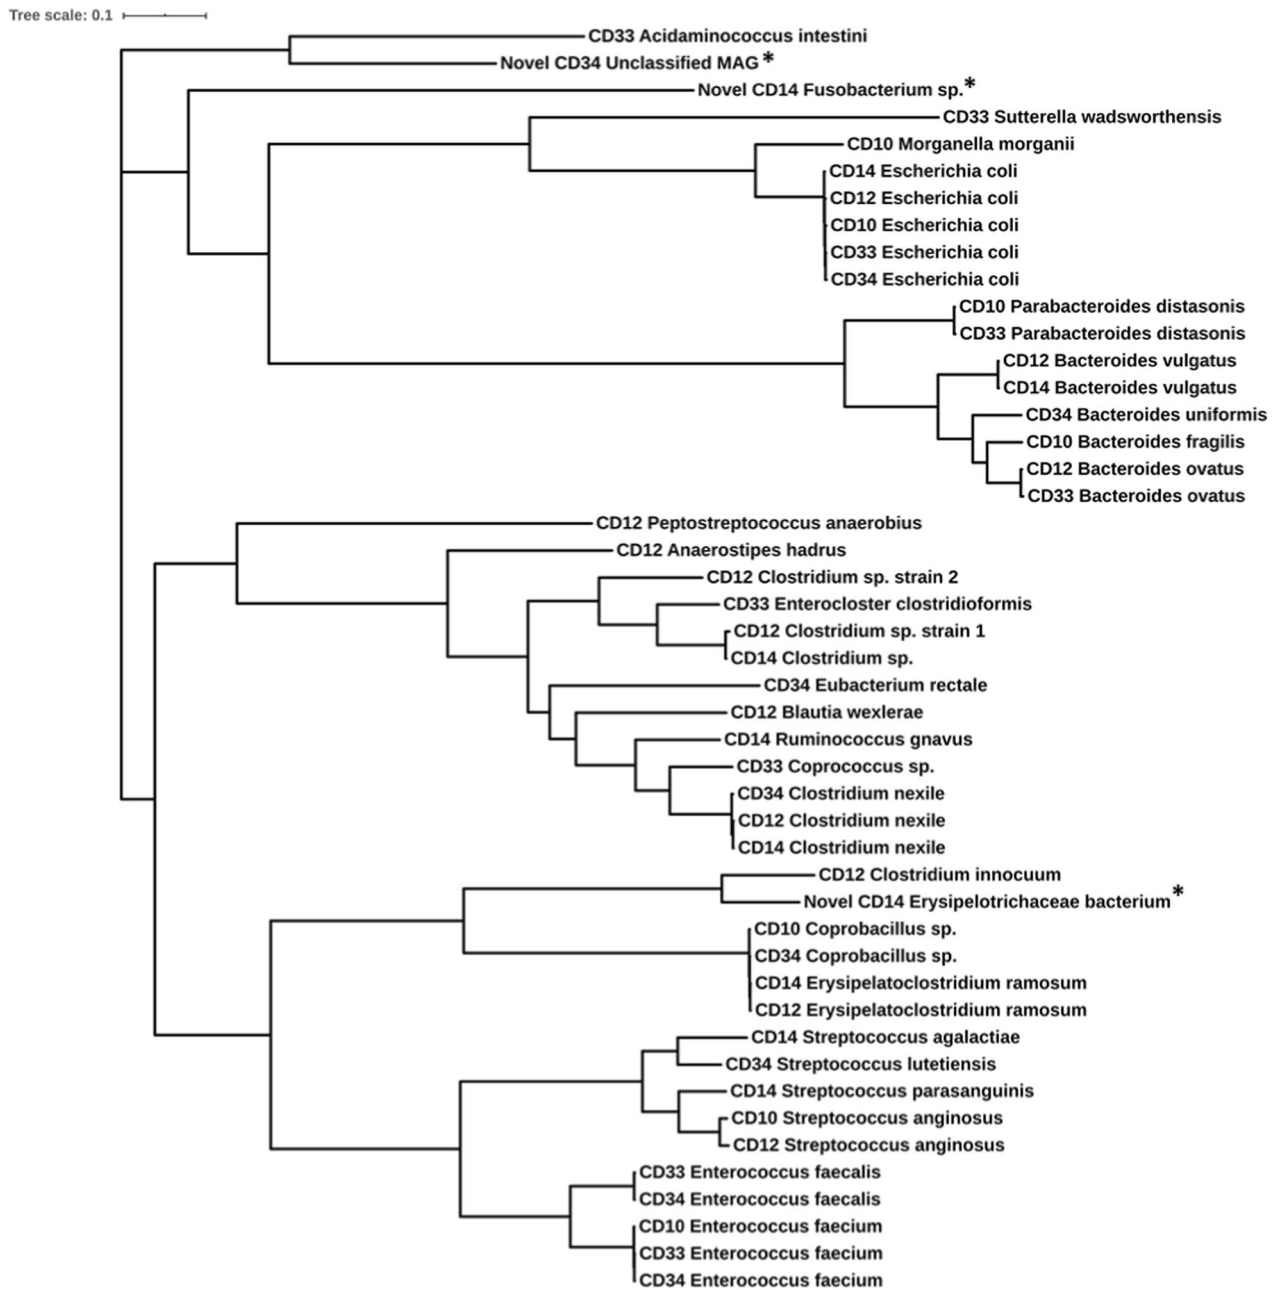 Tree scale: 0.1
CD33 Acidaminococcus intestini
Novel CD34 Unclassified MAG*
Novel CD14 Fusobacterium sp.*
CD33 Sutterella wadsworthensis
CD10 Morganella morganii
CD14 Escherichia coli
CD12 Escherichia coli
CD10 Escherichia coli
CD33 Escherichia coli
CD34 Escherichia coli
CD10 Parabacteroides distasonis
CD33 Parabacteroides distasonis
CD12 Bacteroides vulgatus
CD14 Bacteroides vulgatus
CD34 Bacteroides uniformis
CD10 Bacteroides fragilis
CD12 Bacteroides ovatus
CD33 Bacteroides ovatus
CD12 Peptostreptococcus anaerobius
CD12 Anaerostipes hadrus
CD12 Clostridium sp. strain 2
CD33 Enterocloster clostridioformis
CD12 Clostridium sp. strain 1
CD14 Clostridium sp.
CD34 Eubacterium rectale
CD12 Blautia wexlerae
CD14 Ruminococcus gnavus
CD33 Coprococcus sp.
CD34 Clostridium nexile
CD12 Clostridium nexile
CD14 Clostridium nexile
CD12 Clostridium innocuum
Novel CD14 Erysipelotrichaceae bacterium*
CD10 Coprobacillus sp.
CD34 Coprobacillus sp.
CD14 Erysipelatoclostridium ramosum
CD12 Erysipelatoclostridium ramosum
CD14 Streptococcus agalactiae
CD34 Streptococcus lutetiensis
CD14 Streptococcus parasanguinis
CD10 Streptococcus anginosus
CD12 Streptococcus anginosus
CD33 Enterococcus faecalis
CD34 Enterococcus faecalis
CD10 Enterococcus faecium
CD33 Enterococcus faecium
CD34 Enterococcus faecium